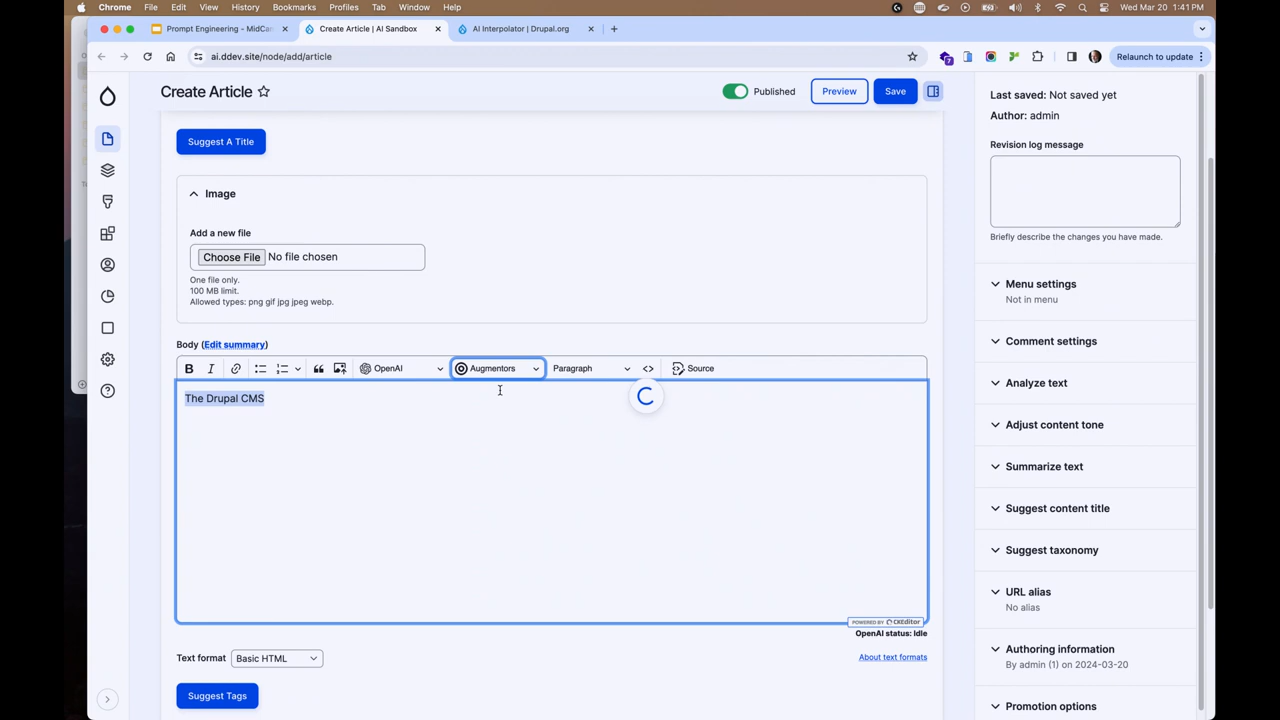 Chrome File Edit View History Bookmarks Profiles Tab Window Help Wed Mar 20 1:41 PM
Prompt Engineering - MidCa Create Article | AI Sandbox AI Interpolator | Drupal.org
ai.ddev.site/node/add/article Relaunch to update
Create Article Published Preview Save
Suggest A Title
Image
Add a new file
Choose File No file chosen
One file only.
100 MB limit.
Allowed types: png gif jpg jpeg webp.
Body (Edit summary)
OpenAI Augmentors Paragraph Source
The Drupal CMS
POWERED BY CKEditor
OpenAI status: Idle
Text format Basic HTML About text formats
Suggest Tags
Last saved: Not saved yet
Author: admin
Revision log message
Briefly describe the changes you have made.
Menu settings
Not in menu
Comment settings
Analyze text
Adjust content tone
Summarize text
Suggest content title
Suggest taxonomy
URL alias
No alias
Authoring information
By admin (1) on 2024-03-20
Promotion options